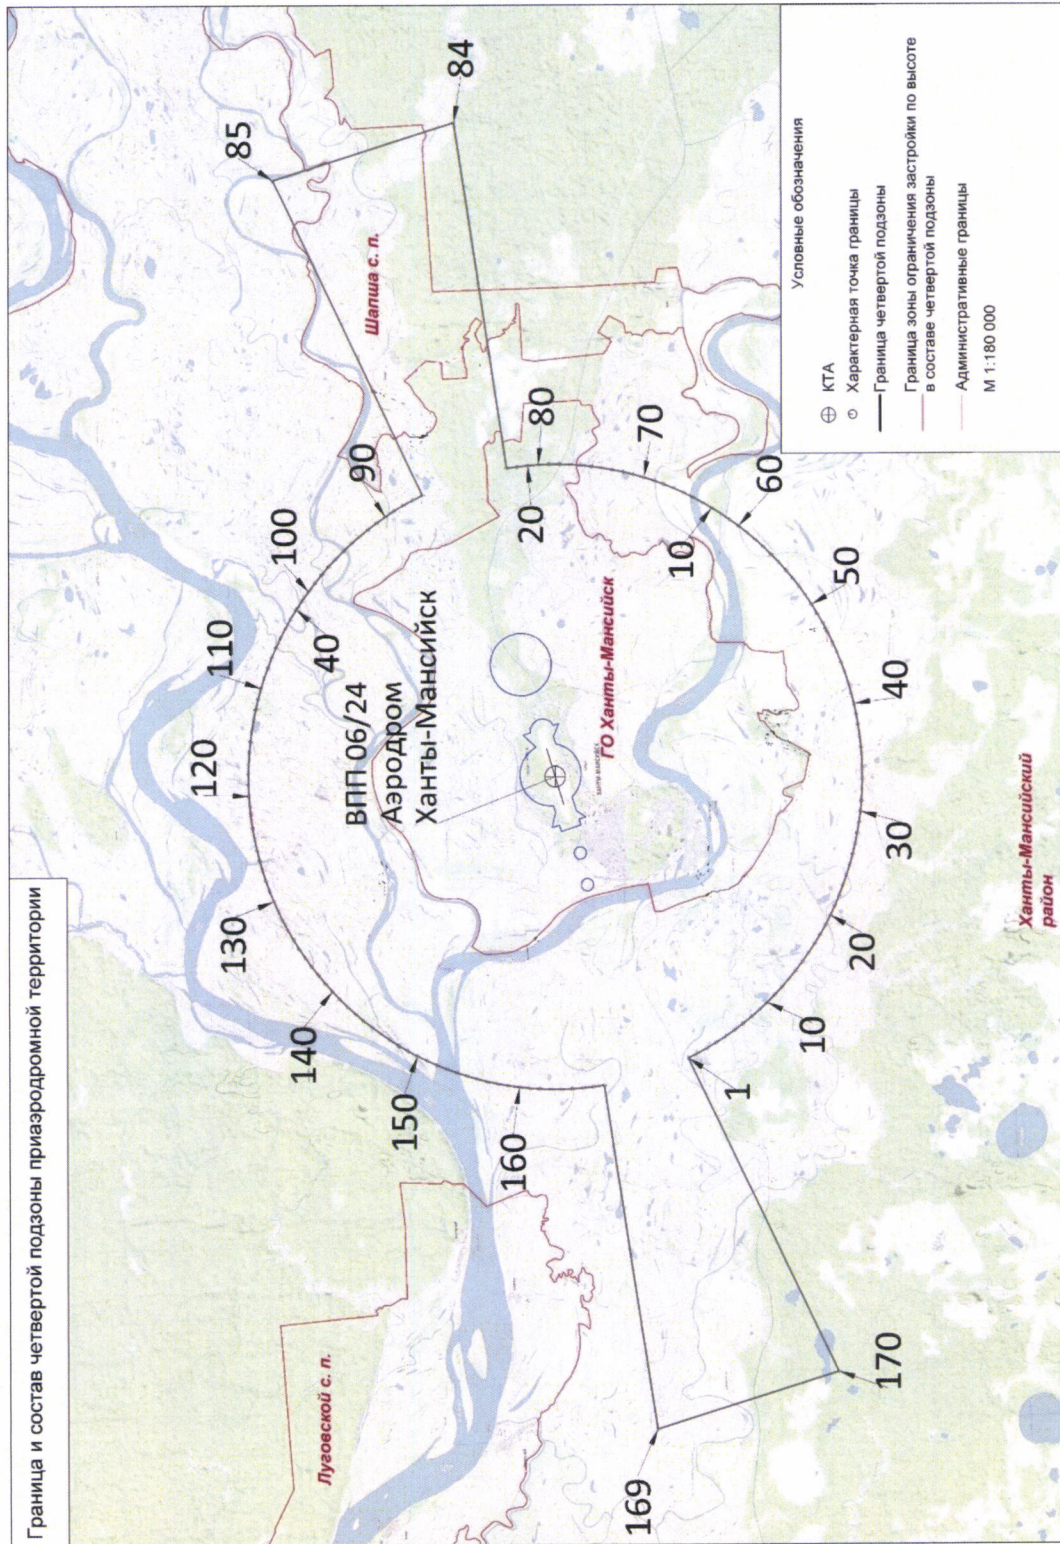 Граница и состав четвертой подзоны приаэродромной территории
85
84
Шапша с. п.
90
100
80
20
70
110
40
10
60
120
ВПП 06/24
Аэродром
Ханты-Мансийск
ГО Ханты-Мансийск
50
40
130
30
140
20
150
10
160
1
Луговской с. п.
169
170
Ханты-Мансийский
район
Условные обозначения
КТА
Характерная точка границы
Граница четвертой подзоны
Граница зоны ограничения застройки по высоте
в составе четвертой подзоны
Административные границы
М 1:180 000